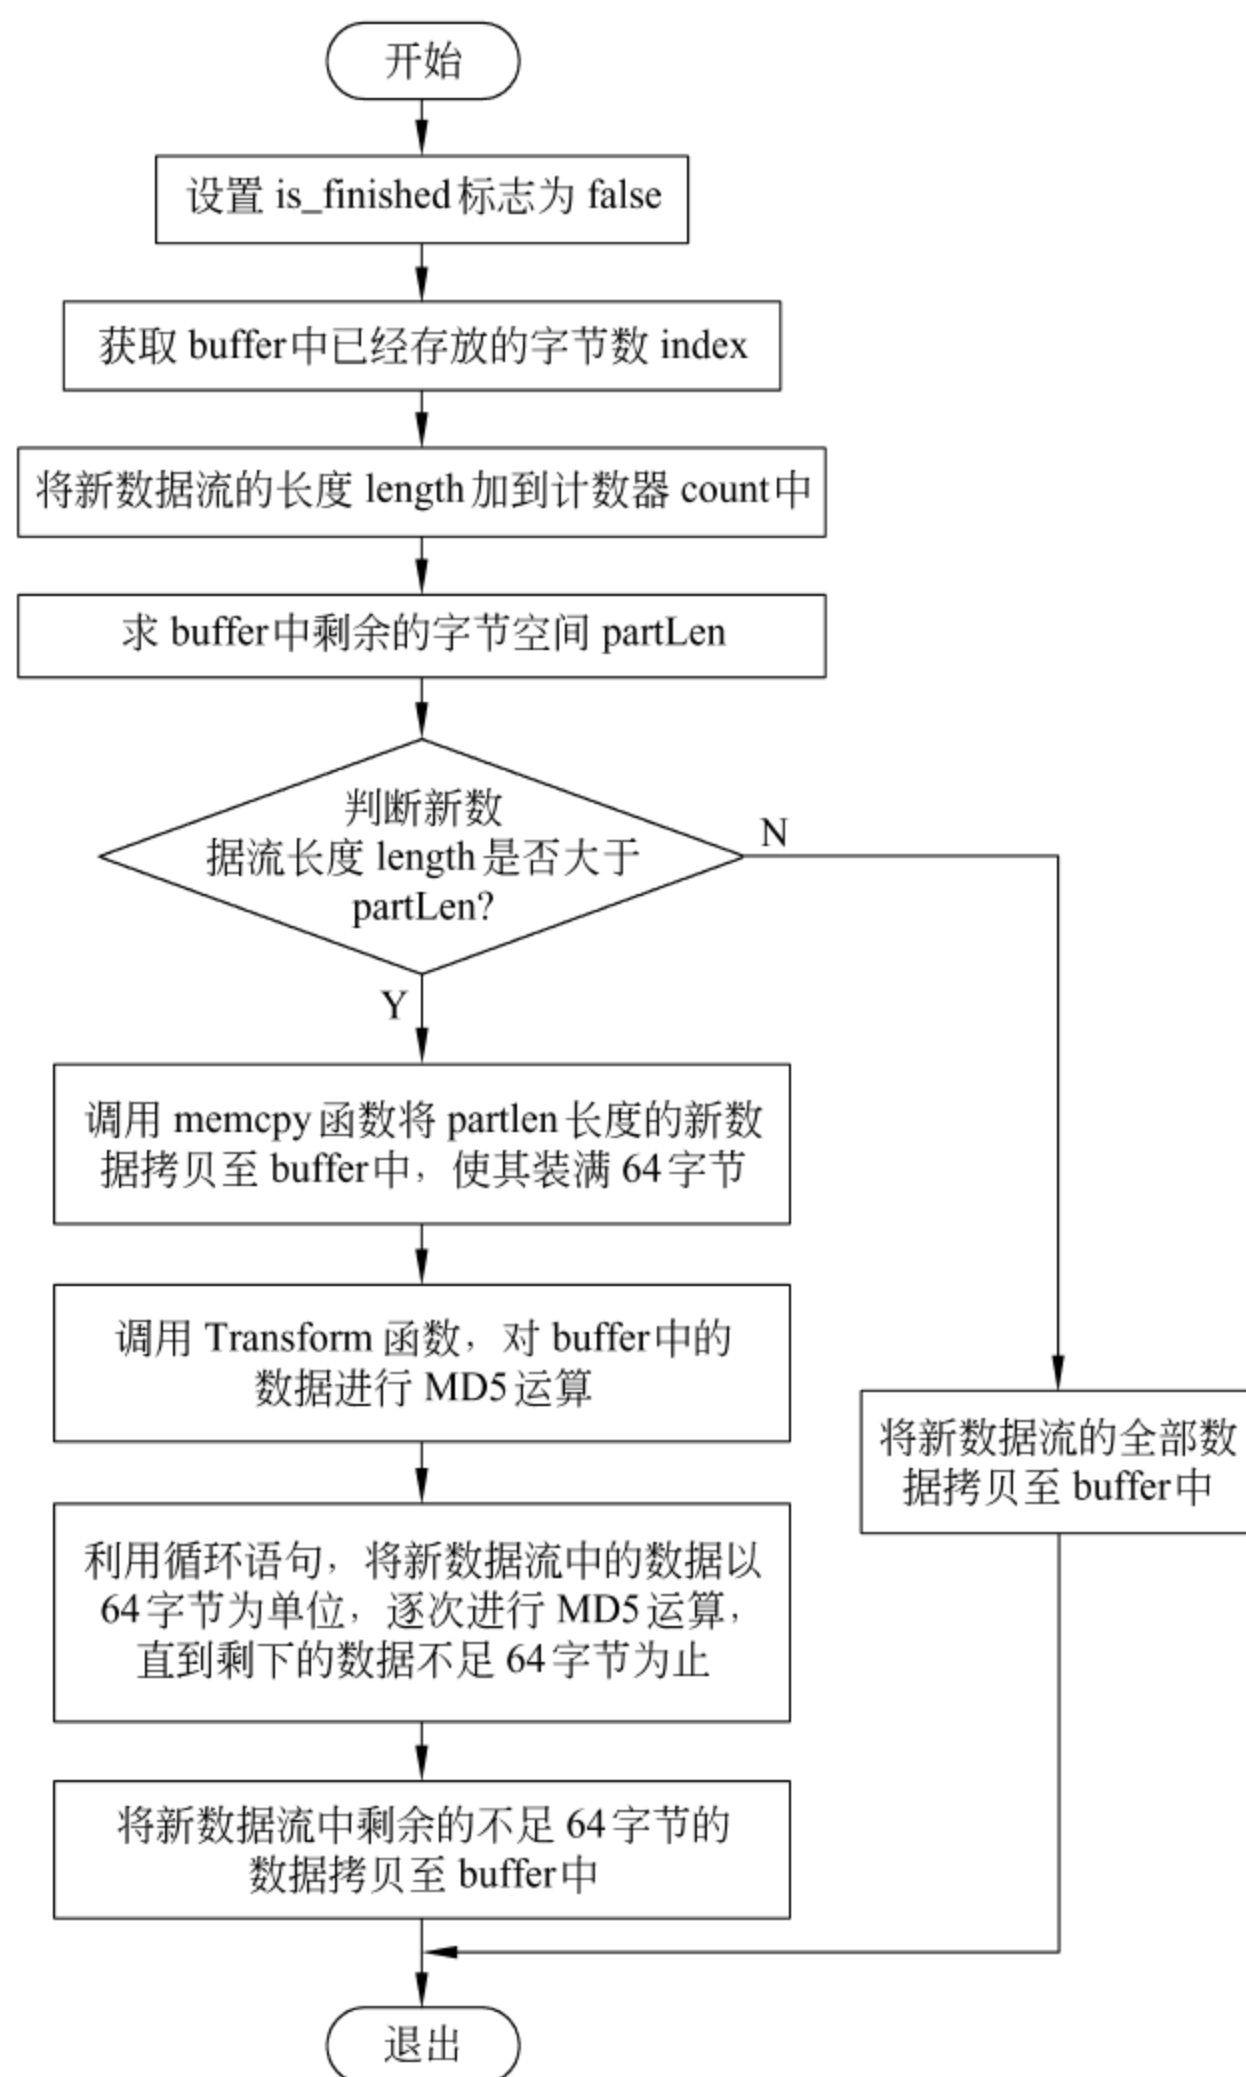 开始
设置 is_finished 标志为 false
获取 buffer 中已经存放的字节数 index
将新数据流的长度 length 加到计数器 count 中
求 buffer 中剩余的字节空间 partLen
判断新数
据流长度 length 是否大于
partLen?
N
Y
调用 memcpy 函数将 partlen 长度的新数
据拷贝至 buffer 中，使其装满 64 字节
调用 Transform 函数，对 buffer 中的
数据进行 MD5 运算
将新数据流的全部数
据拷贝至 buffer 中
利用循环语句，将新数据流中的数据以
64 字节为单位，逐次进行 MD5 运算，
直到剩下的数据不足 64 字节为止
将新数据流中剩余的不足 64 字节的
数据拷贝至 buffer 中
退出